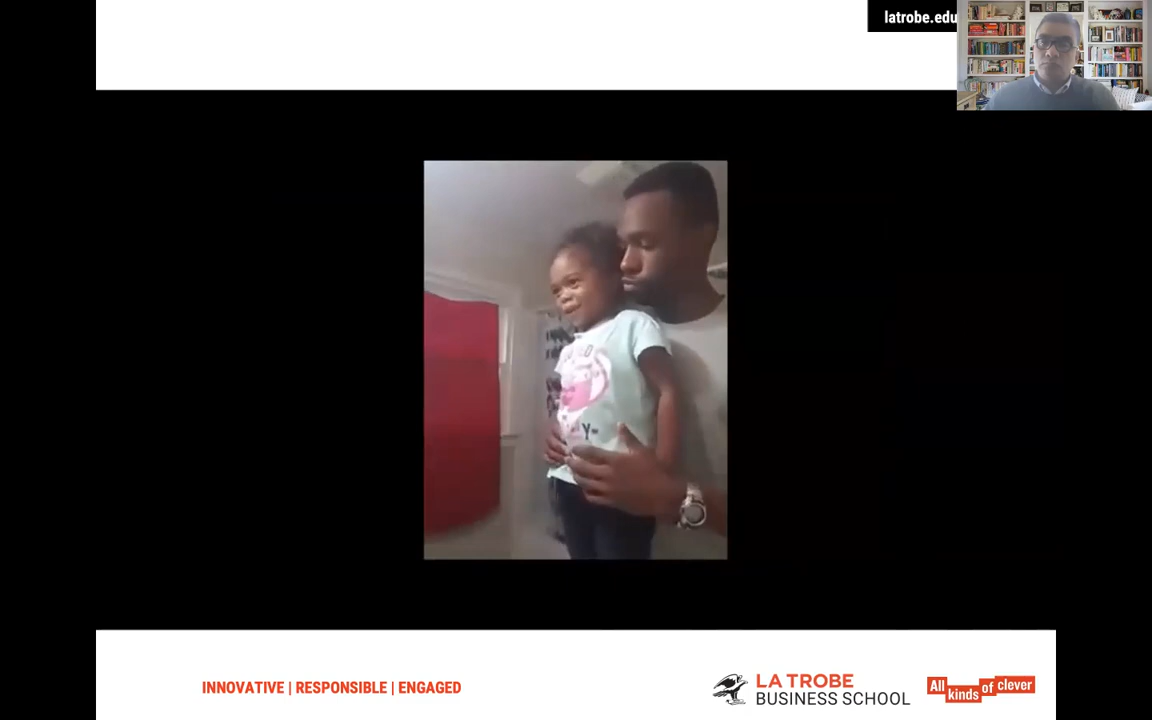 latrobe.edu
Y-
INNOVATIVE | RESPONSIBLE | ENGAGED
LA TROBE
BUSINESS SCHOOL
All kinds of clever